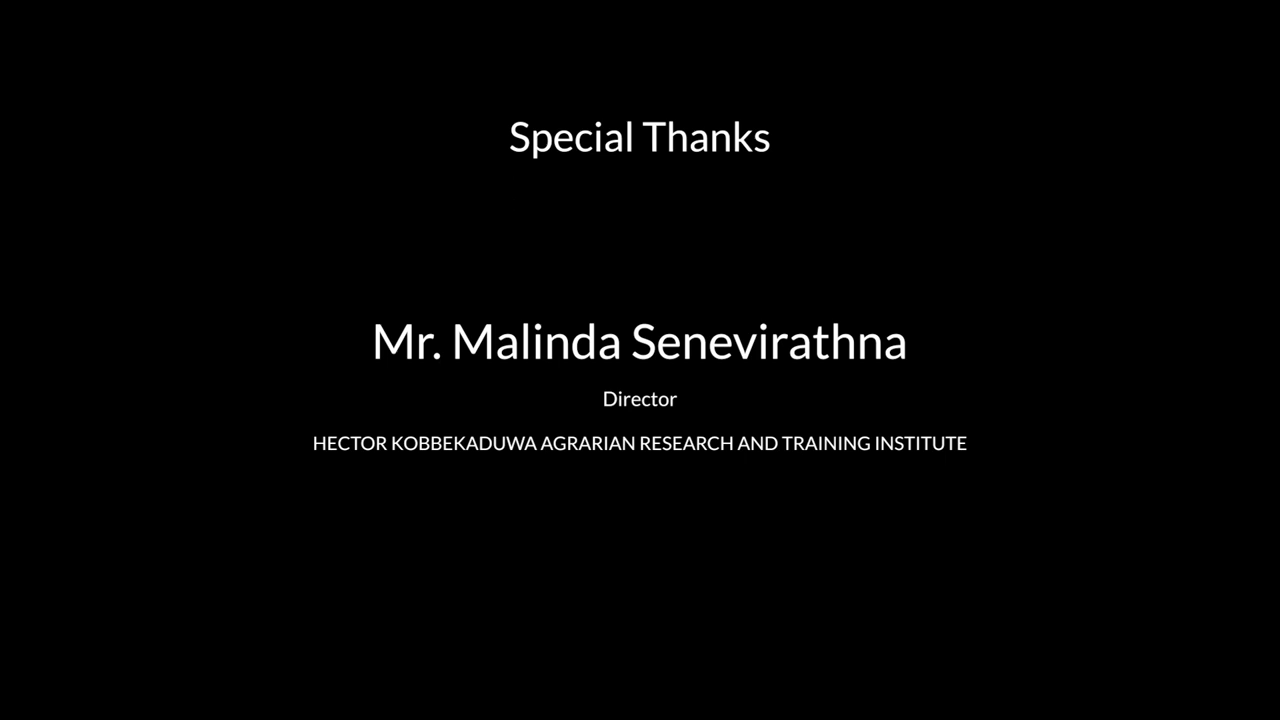 Special Thanks
Mr. Malinda Senevirathna
Director
HECTOR KOBBEKADUWA AGRARIAN RESEARCH AND TRAINING INSTITUTE